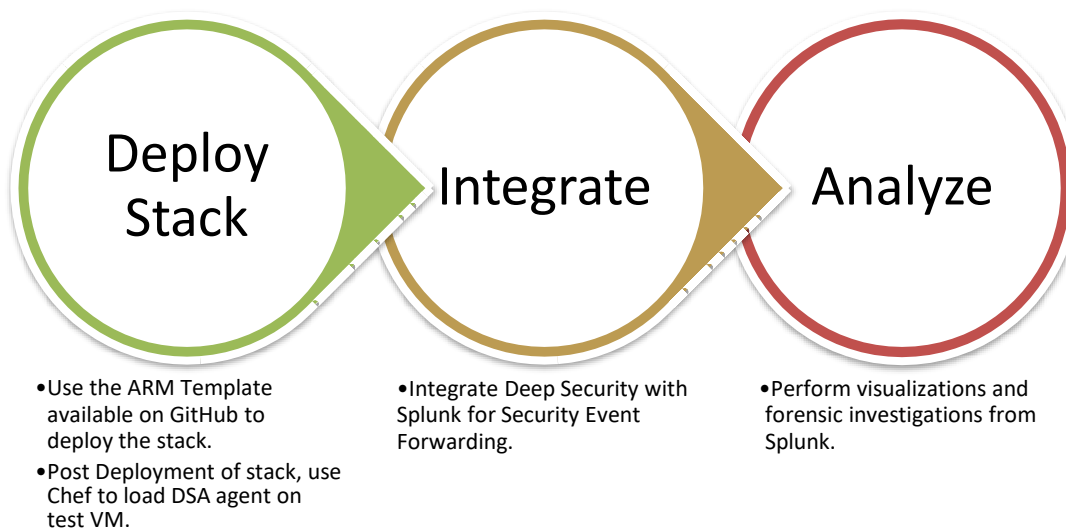 Deploy
Stack
Integrate
Analyze
•Use the ARM Template
available on GitHub to
deploy the stack.
•Post Deployment of stack, use
Chef to load DSA agent on
test VM.
•Integrate Deep Security with
Splunk for Security Event
Forwarding.
•Perform visualizations and
forensic investigations from
Splunk.